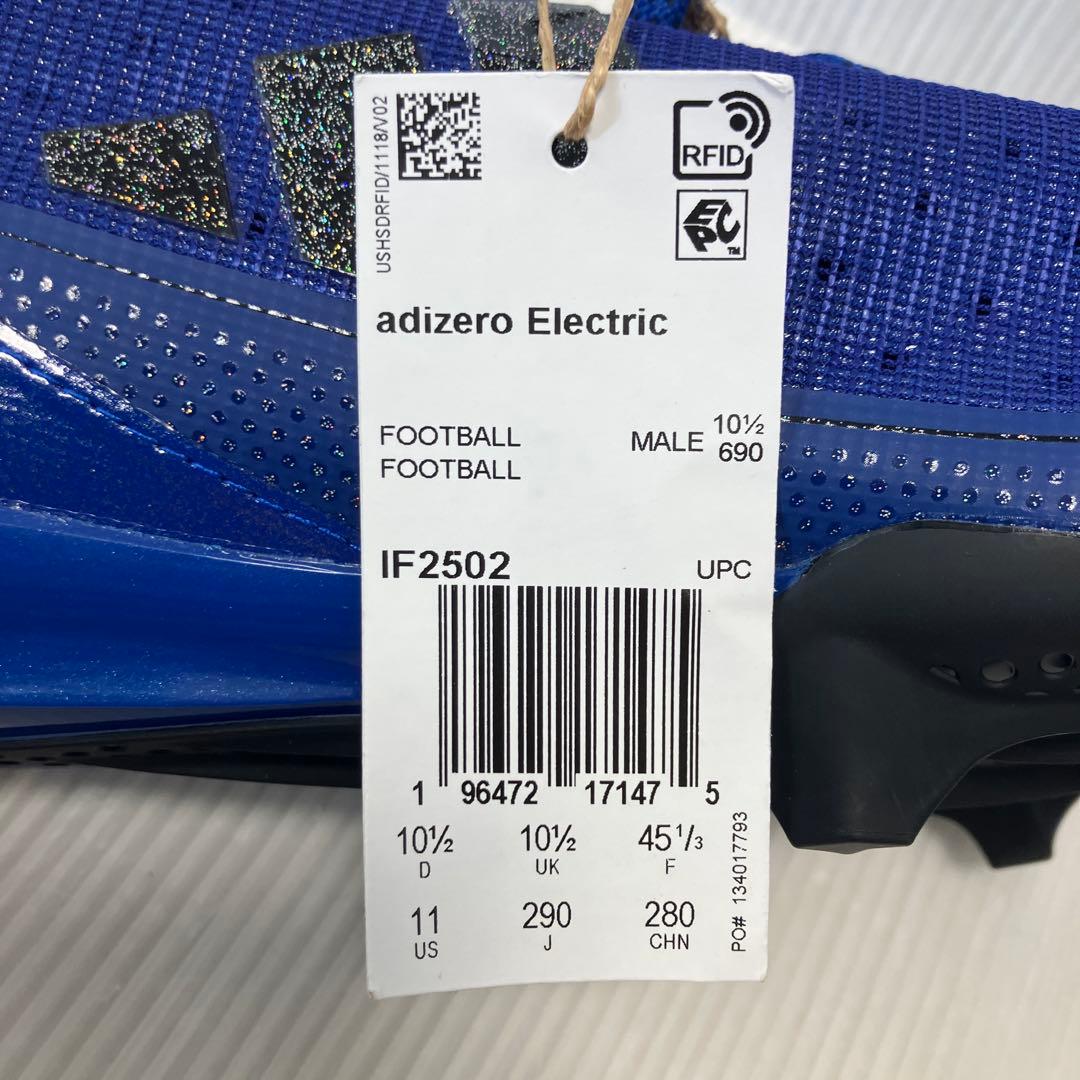 USHSDRFID/1118/V02
RFID
EPC™
adizero Electric
FOOTBALL
FOOTBALL
MALE 10½
690
IF2502
UPC
1 96472 17147 5
10½ 10½ 45⅓
D UK F
11 290 280
US J CHN
PO# 134017793